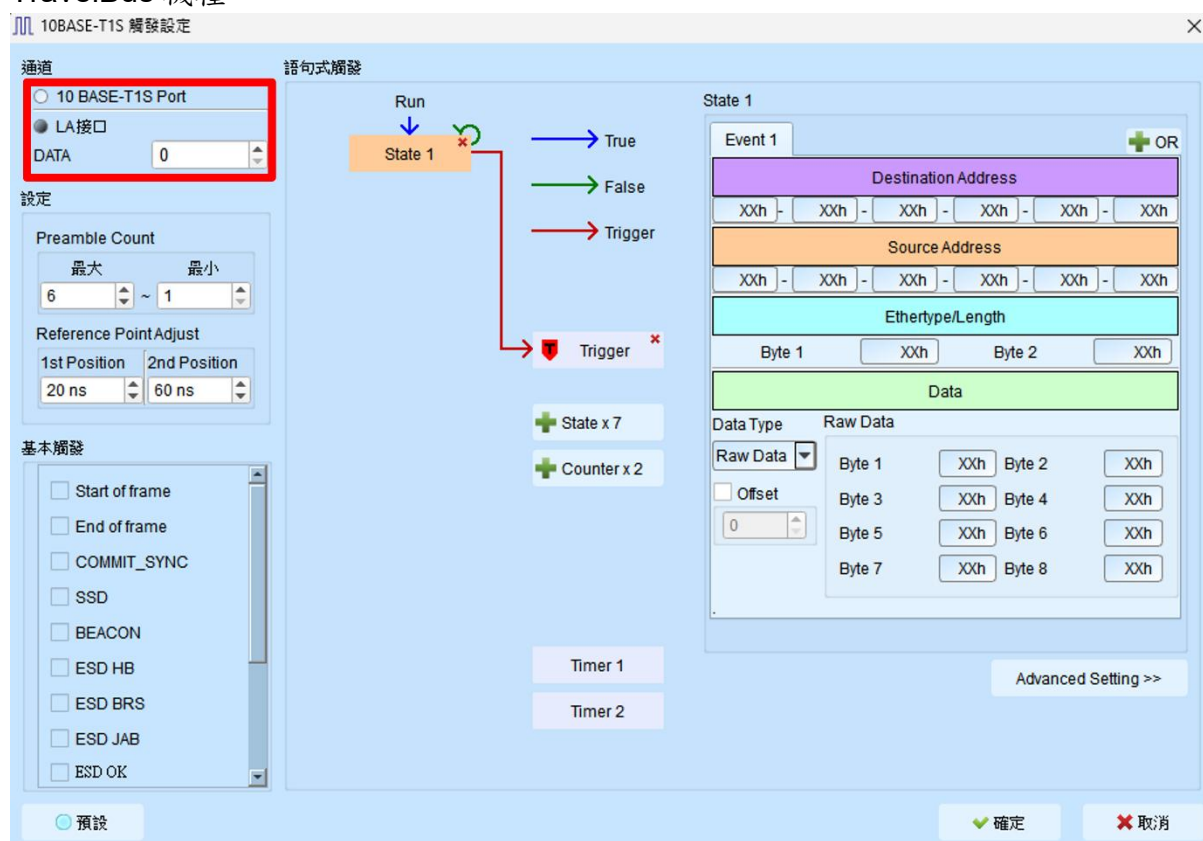 TravelBus 機種
10BASE-T1S 觸發設定
通道
10 BASE-T1S Port
LA接口
DATA 0
設定
Preamble Count
最大 最小
6 ~ 1
Reference Point Adjust
1st Position 2nd Position
20 ns 60 ns
基本觸發
Start of frame
End of frame
COMMIT_SYNC
SSD
BEACON
ESD HB
ESD BRS
ESD JAB
ESD OK
預設
語句式觸發
Run
State 1
True
False
Trigger
Trigger
State x 7
Counter x 2
Timer 1
Timer 2
State 1
Event 1 OR
Destination Address
XXh - XXh - XXh - XXh - XXh - XXh
Source Address
XXh - XXh - XXh - XXh - XXh - XXh
Ethertype/Length
Byte 1 XXh Byte 2 XXh
Data
Data Type Raw Data
Raw Data
Offset
0
Byte 1 XXh Byte 2 XXh
Byte 3 XXh Byte 4 XXh
Byte 5 XXh Byte 6 XXh
Byte 7 XXh Byte 8 XXh
.
Advanced Setting >>
確定 取消